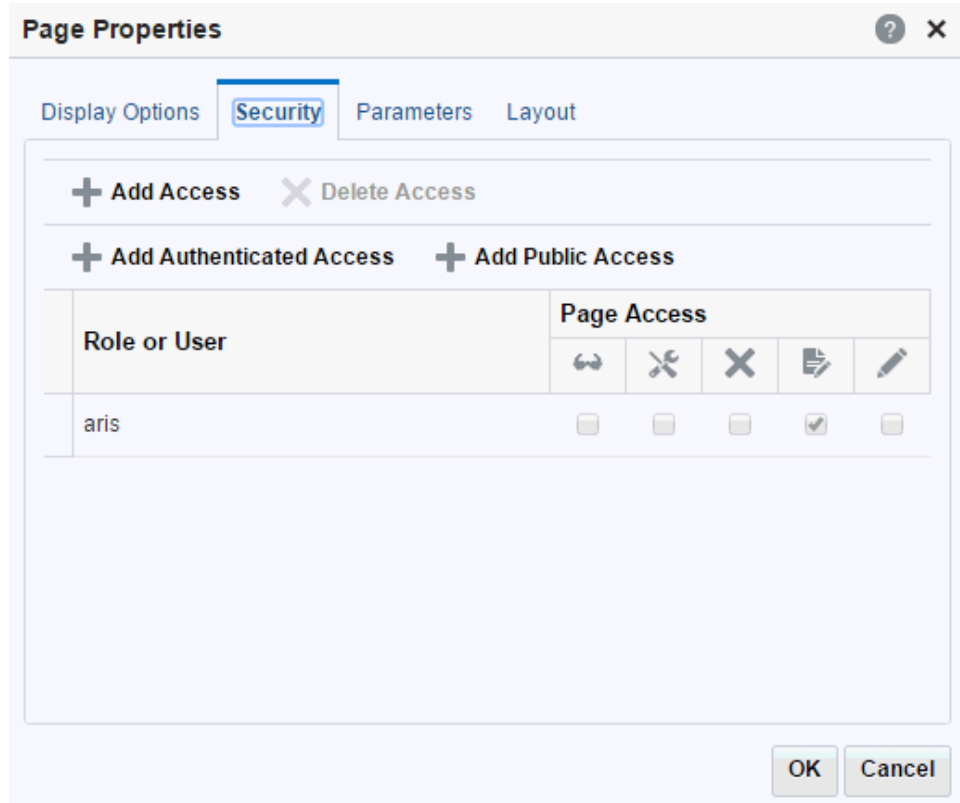 Page Properties
Display Options Security Parameters Layout
Add Access Delete Access
Add Authenticated Access Add Public Access
Role or User
Page Access
aris
OK Cancel